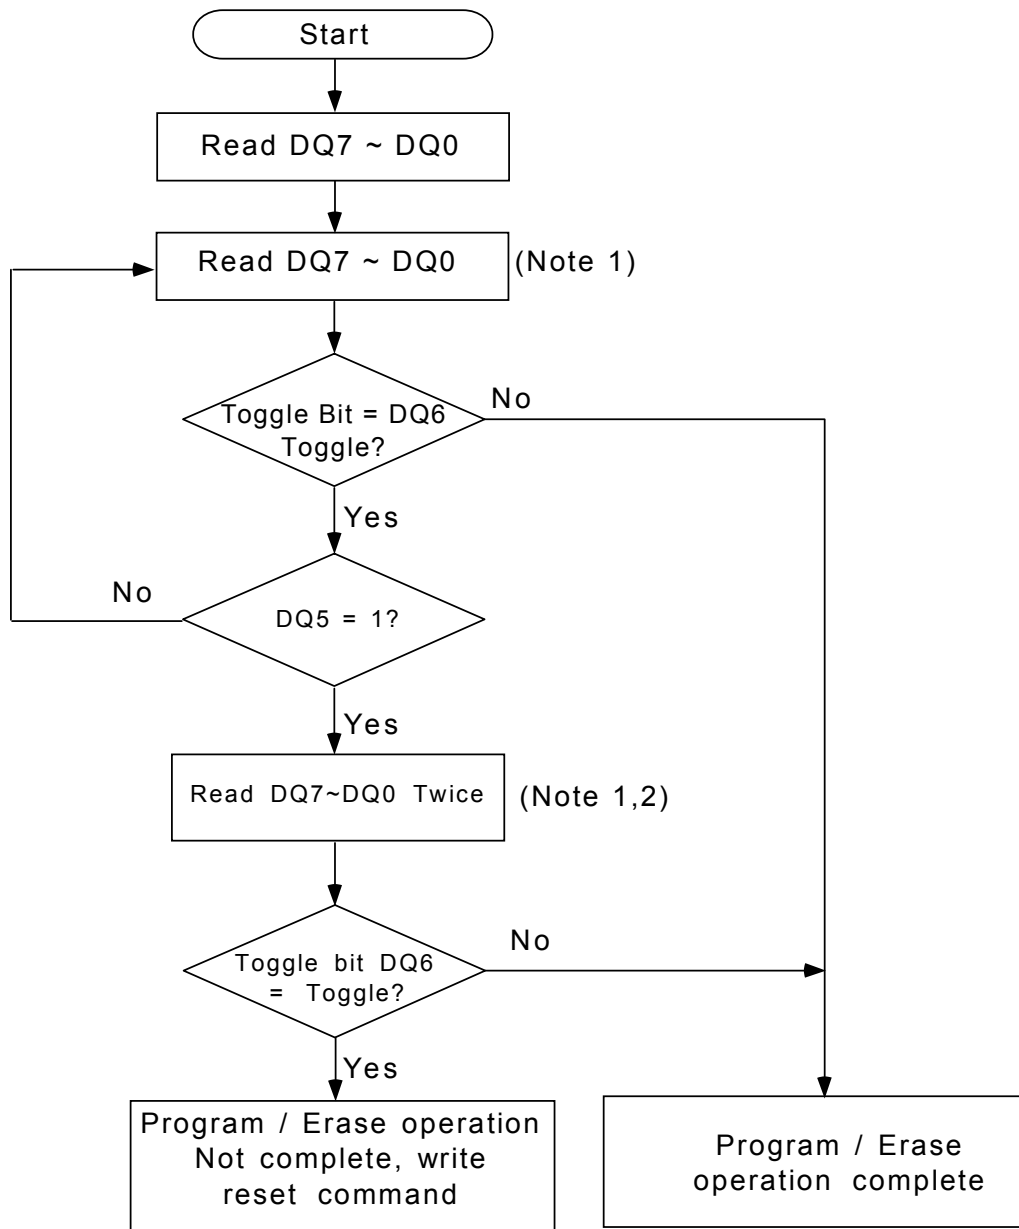 Start
Read DQ7 ~ DQ0
Read DQ7 ~ DQ0
(Note 1)
Toggle Bit = DQ6
Toggle?
No
Yes
No
DQ5 = 1?
Yes
Read DQ7~DQ0 Twice
(Note 1,2)
Toggle bit DQ6
= Toggle?
No
Yes
Program / Erase operation
Not complete, write
reset command
Program / Erase
operation complete